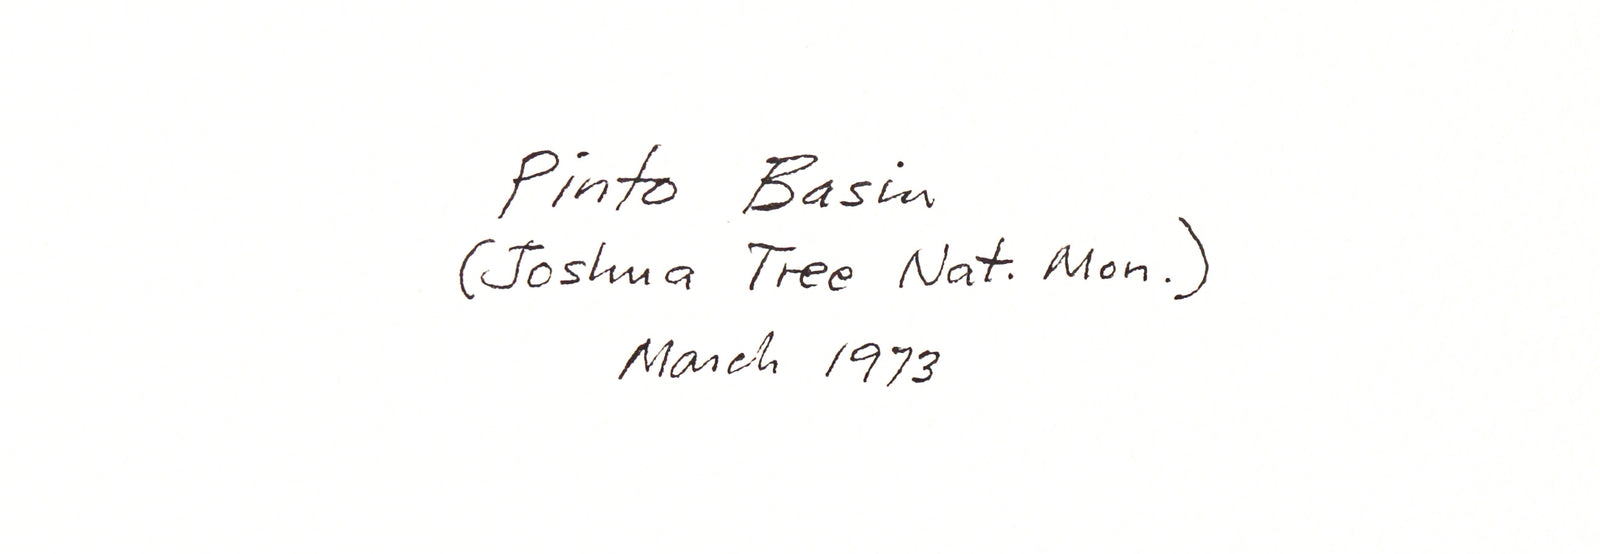 Pinto Basin
(Joshua Tree Nat. Mon.)
March 1973